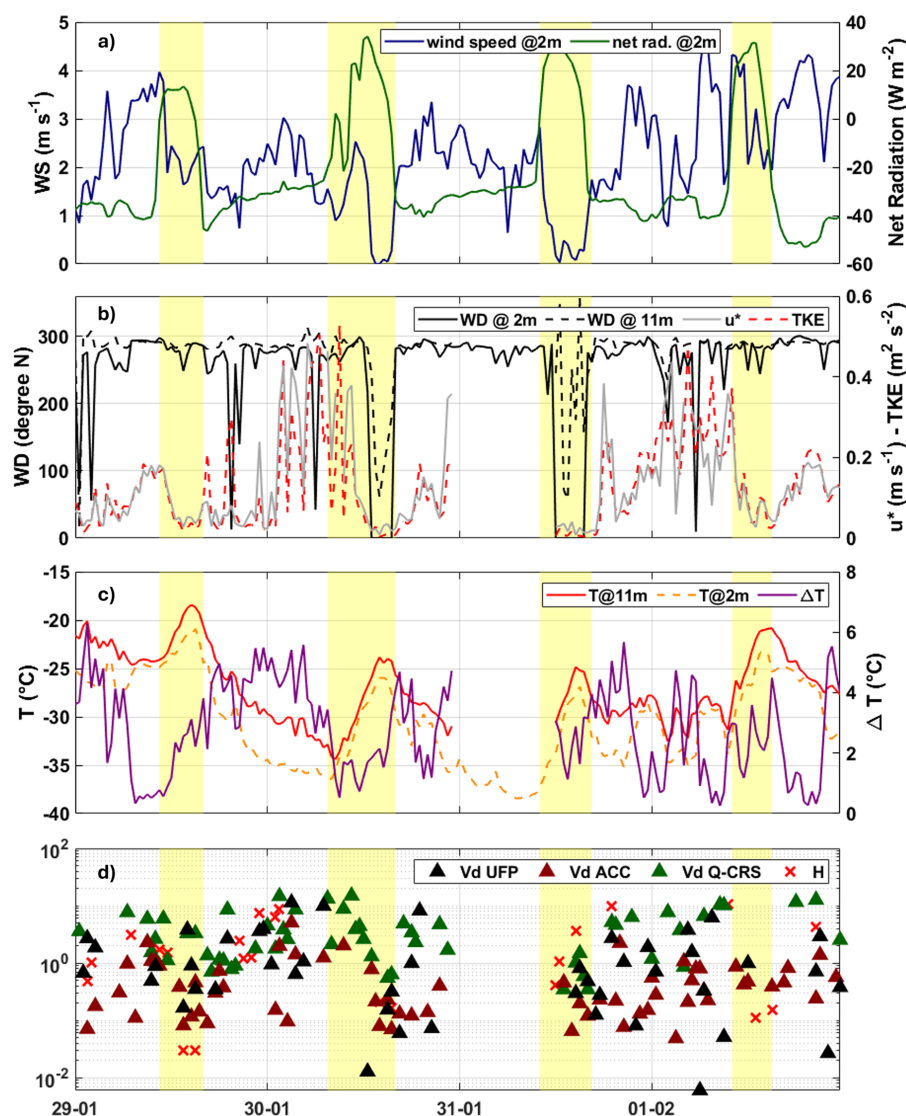 a)
wind speed @2m
net rad. @2m
WS (m s-1)
5
4
3
2
1
0
Net Radiation (W m-2)
40
20
0
-20
-40
-60
b)
WD @ 2m
WD @ 11m
u*
TKE
WD (degree N)
300
200
100
0
u* (m s-1) - TKE (m2 s-2)
0.6
0.4
0.2
0
c)
T@11m
T@2m
ΔT
T (°C)
-15
-20
-25
-30
-35
-40
Δ T (°C)
8
6
4
2
0
d)
Vd UFP
Vd ACC
Vd Q-CRS
H
10 2
10 0
10 -2
29-01
30-01
31-01
01-02